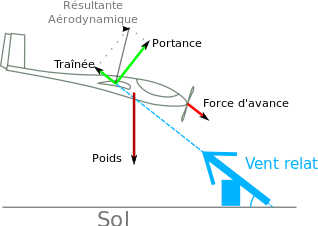 Résultante
Aérodynamique
Portance
Traînée
Force d'avance
Poids
Vent relat
Sol